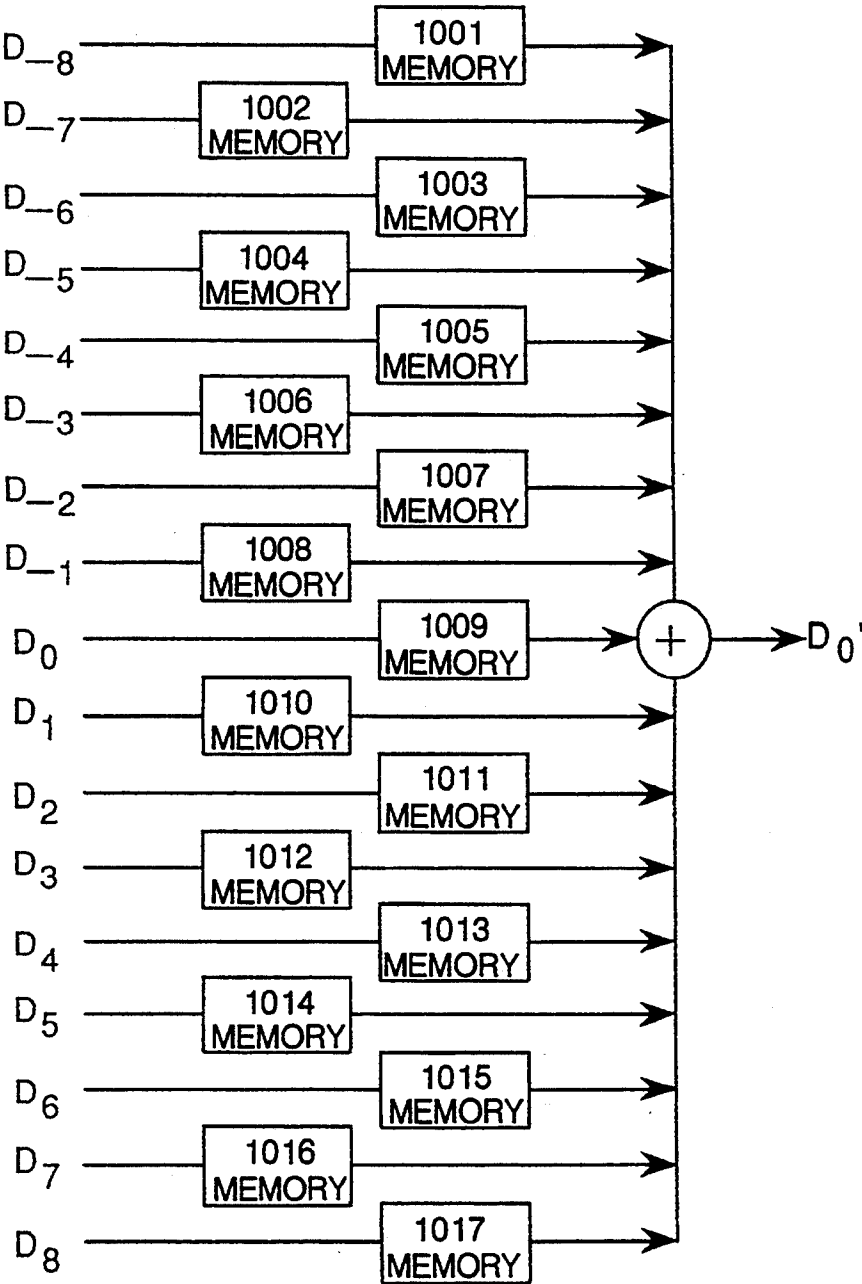 D—8 1001 MEMORY
D—7 1002 MEMORY
D—6 1003 MEMORY
D—5 1004 MEMORY
D—4 1005 MEMORY
D—3 1006 MEMORY
D—2 1007 MEMORY
D—1 1008 MEMORY
D0 1009 MEMORY + D0'
D1 1010 MEMORY
D2 1011 MEMORY
D3 1012 MEMORY
D4 1013 MEMORY
D5 1014 MEMORY
D6 1015 MEMORY
D7 1016 MEMORY
D8 1017 MEMORY